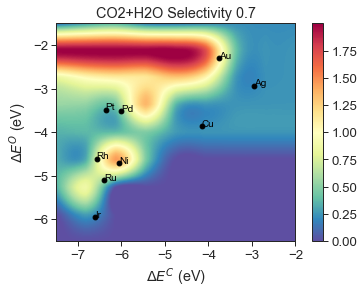 CO2+H2O Selectivity 0.7
ΔE^O (eV)
−2
−3
−4
−5
−6
Au
Ag
Pt
Pd
Cu
Rh
Ni
Ru
Ir
−7
−6
−5
−4
−3
−2
ΔE^C (eV)
1.75
1.50
1.25
1.00
0.75
0.50
0.25
0.00